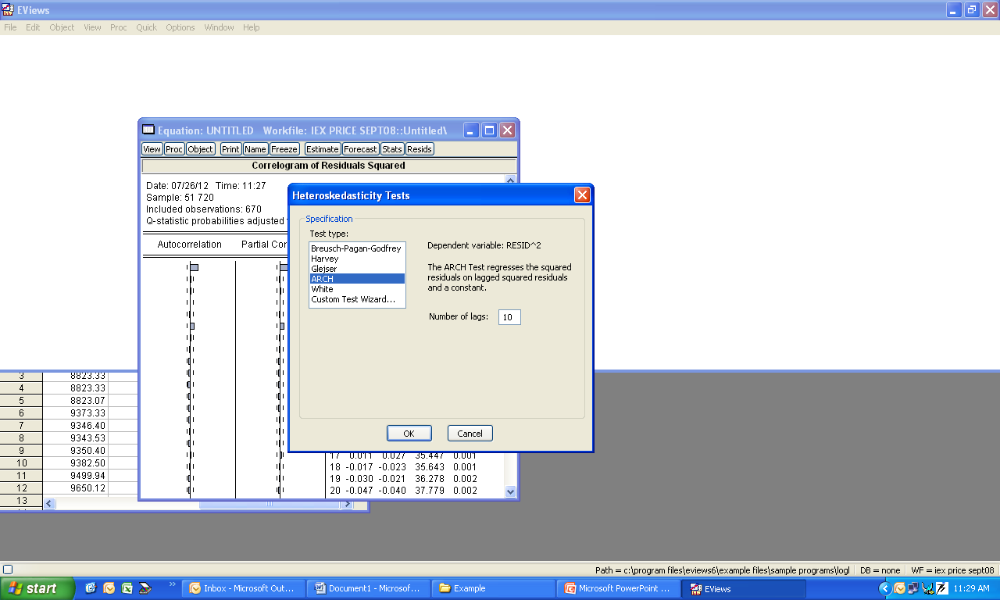 EViews
File Edit Object View Proc Quick Options Window Help
Equation: UNTITLED Workfile: IEX PRICE SEPT08::Untitled\
View Proc Object Print Name Freeze Estimate Forecast Stats Resids
Correlogram of Residuals Squared
Date: 07/26/12 Time: 11:27
Sample: 51 720
Included observations: 670
Q-statistic probabilities adjusted
Autocorrelation Partial Cor
17 0.011 0.027 35.447 0.001
18 -0.017 -0.023 35.643 0.001
19 -0.030 -0.021 36.278 0.002
20 -0.047 -0.040 37.779 0.002
Heteroskedasticity Tests
Specification
Test type:
Breusch-Pagan-Godfrey
Harvey
Glejser
ARCH
White
Custom Test Wizard...
Dependent variable: RESID^2
The ARCH Test regresses the squared
residuals on lagged squared residuals
and a constant.
Number of lags: 10
OK Cancel
3 8823.33
4 8823.33
5 8823.07
6 9373.33
7 9346.40
8 9343.53
9 9350.40
10 9382.50
11 9499.94
12 9650.12
13
Path = c:\program files\eviews6\example files\sample programs\logl DB = none WF = iex price sept08
start Inbox - Microsoft Out... Document1 - Microsof... Example Microsoft PowerPoint ... EViews 11:29 AM